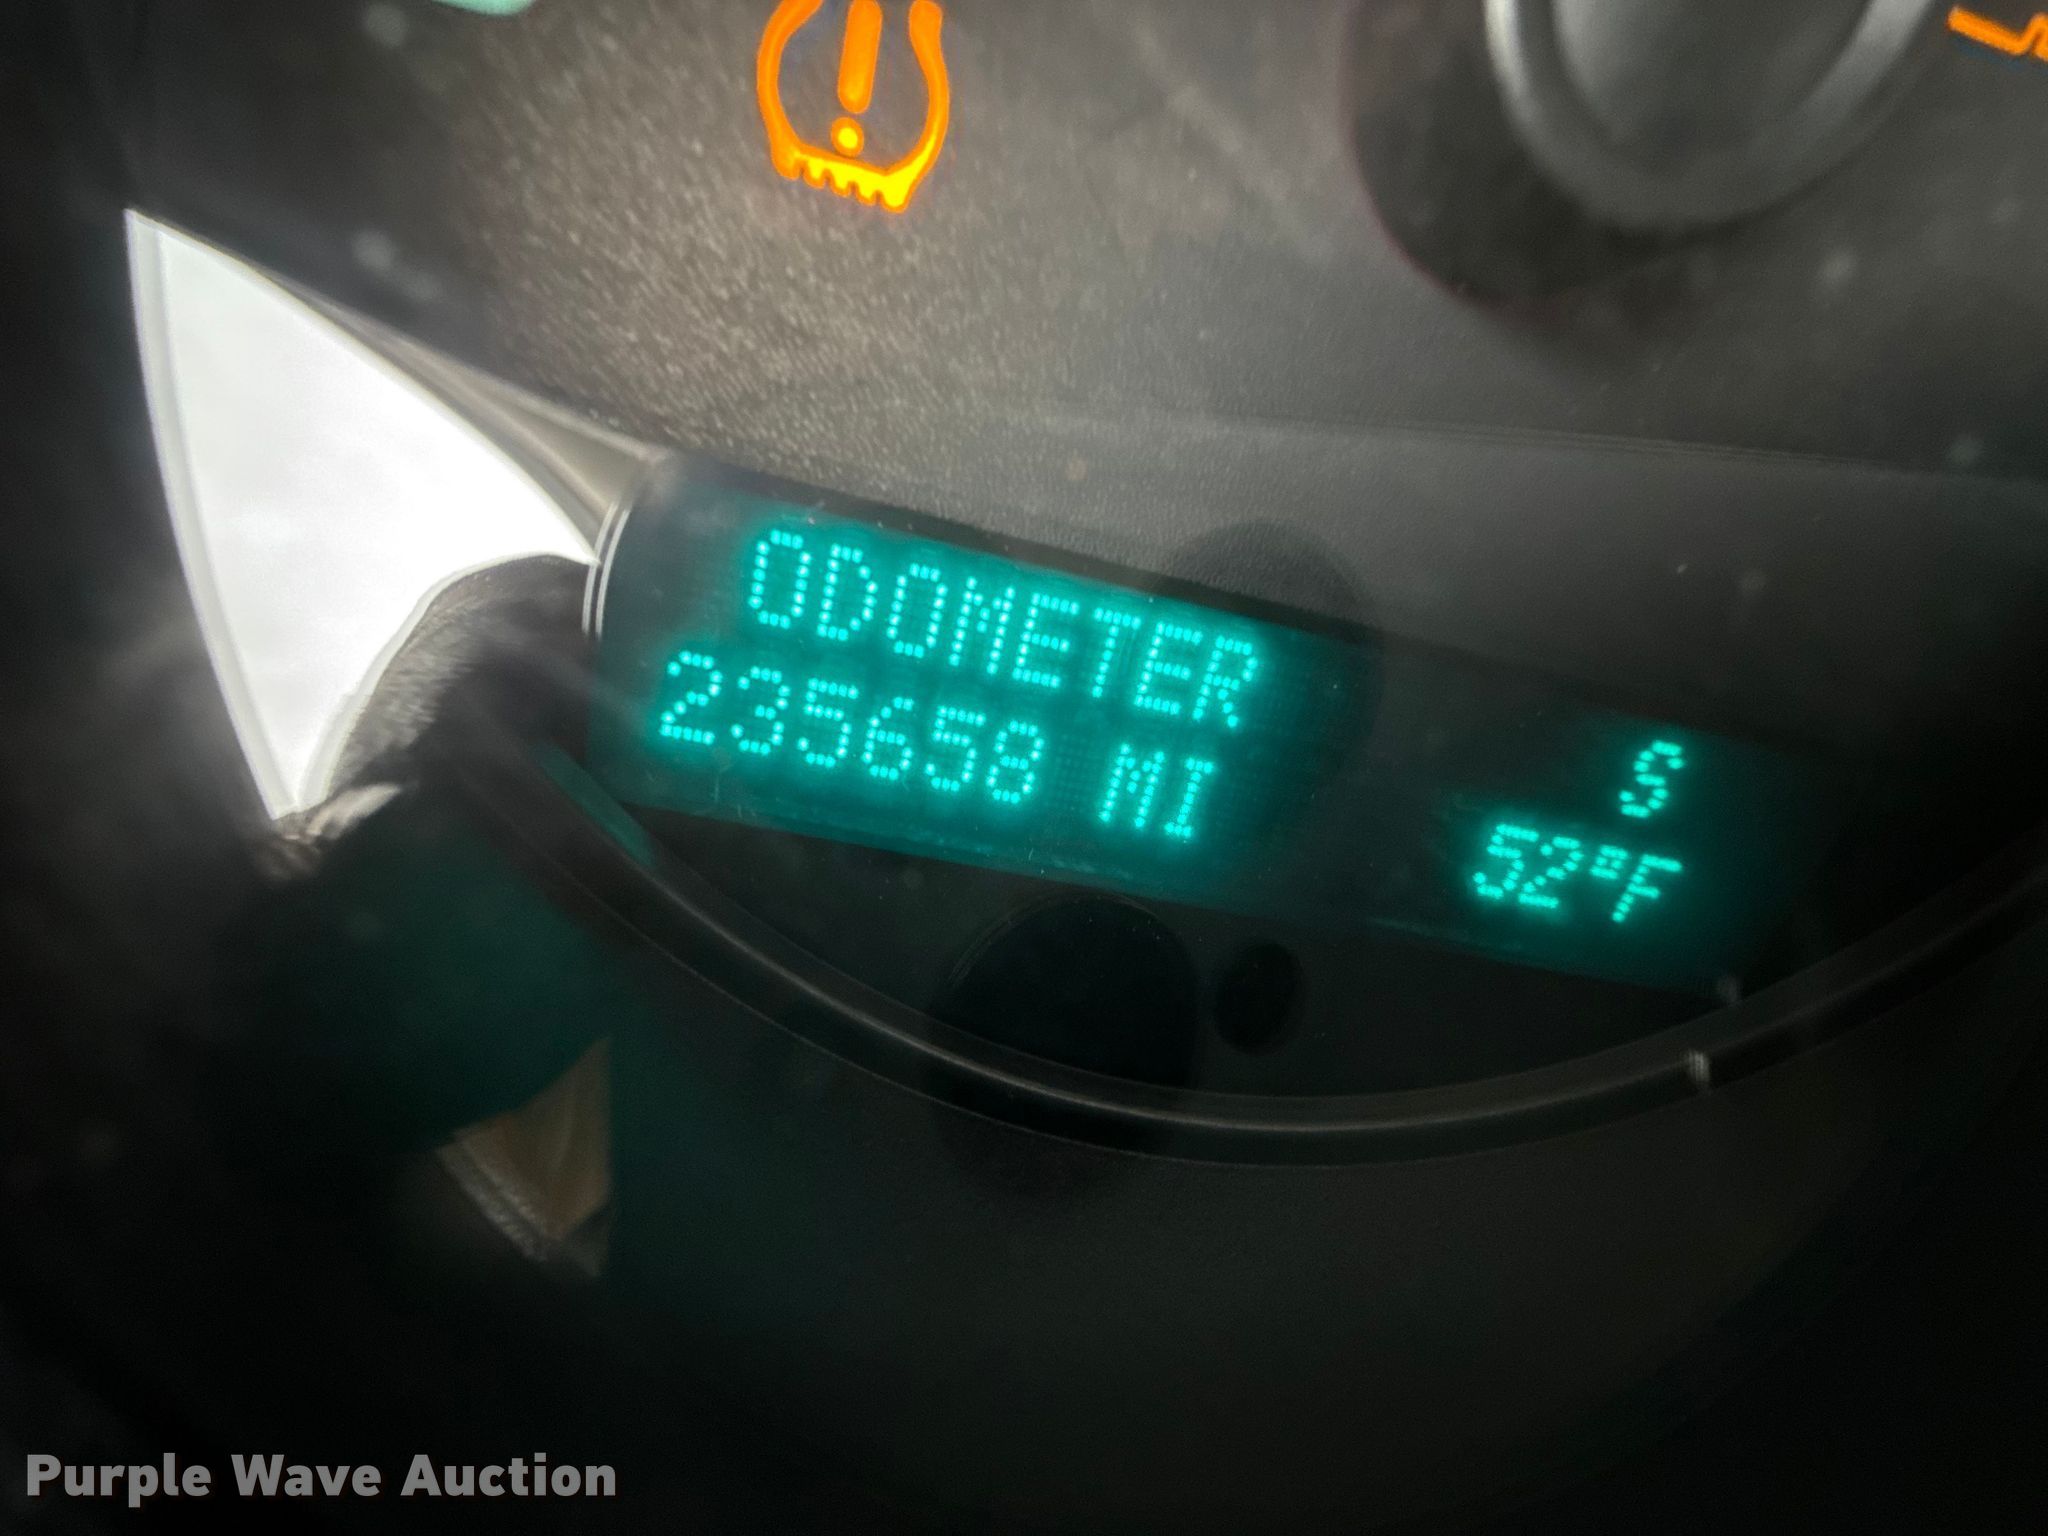 ODOMETER
235658 MI
S
52°F
Purple Wave Auction